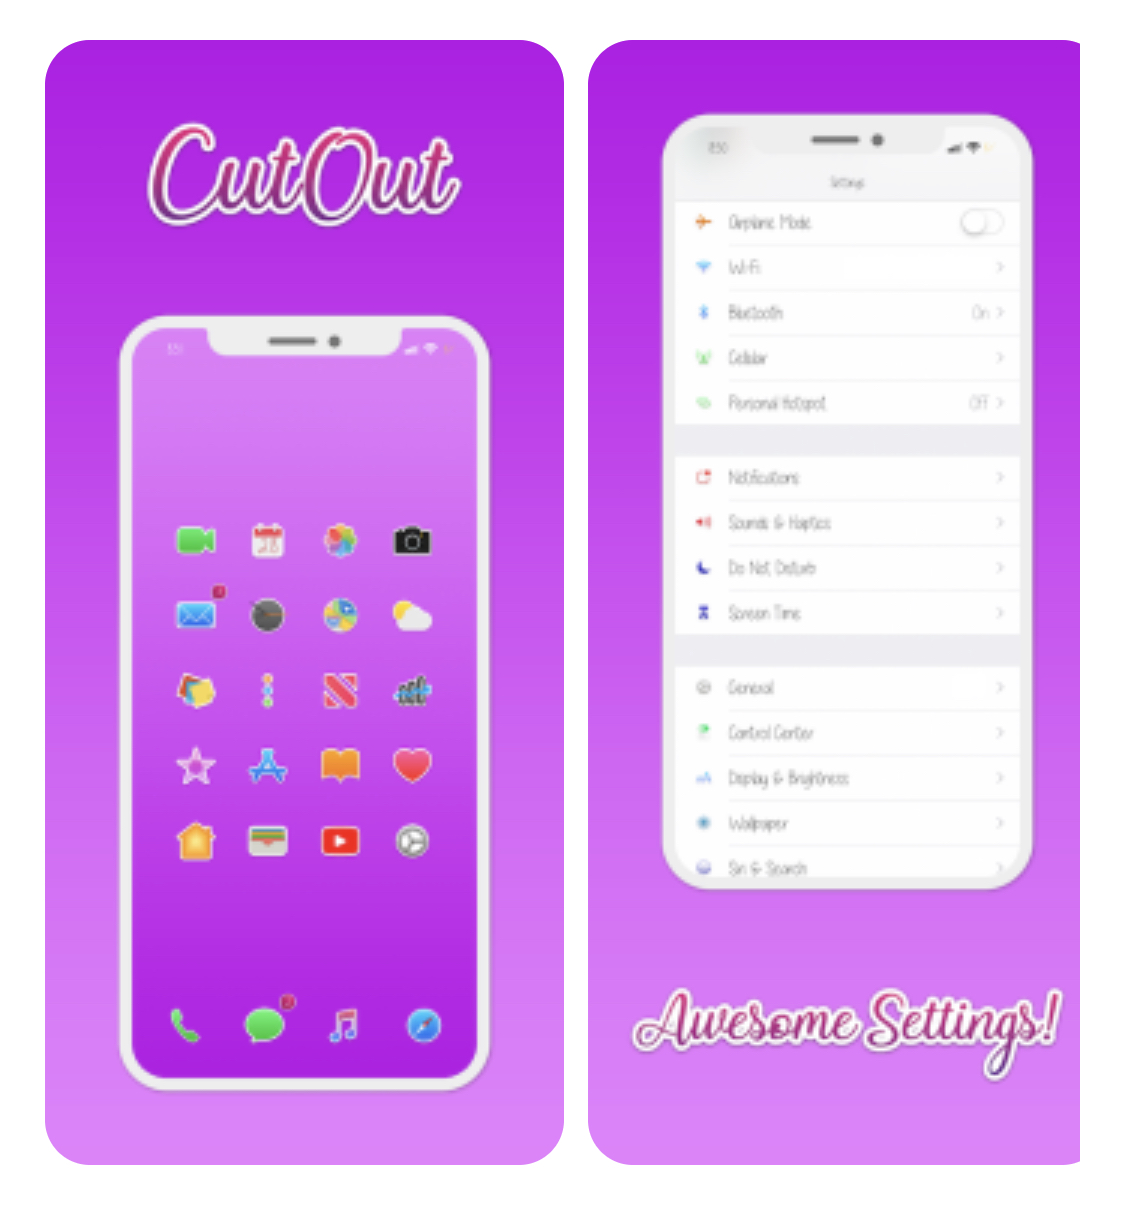 CutOut
Settings
Airplane Mode
Wi-Fi
Bluetooth
On
Cellular
Personal Hotspot
Off
Notifications
Sounds & Haptics
Do Not Disturb
Screen Time
General
Control Center
Display & Brightness
Wallpaper
Siri & Search
Awesome Settings!